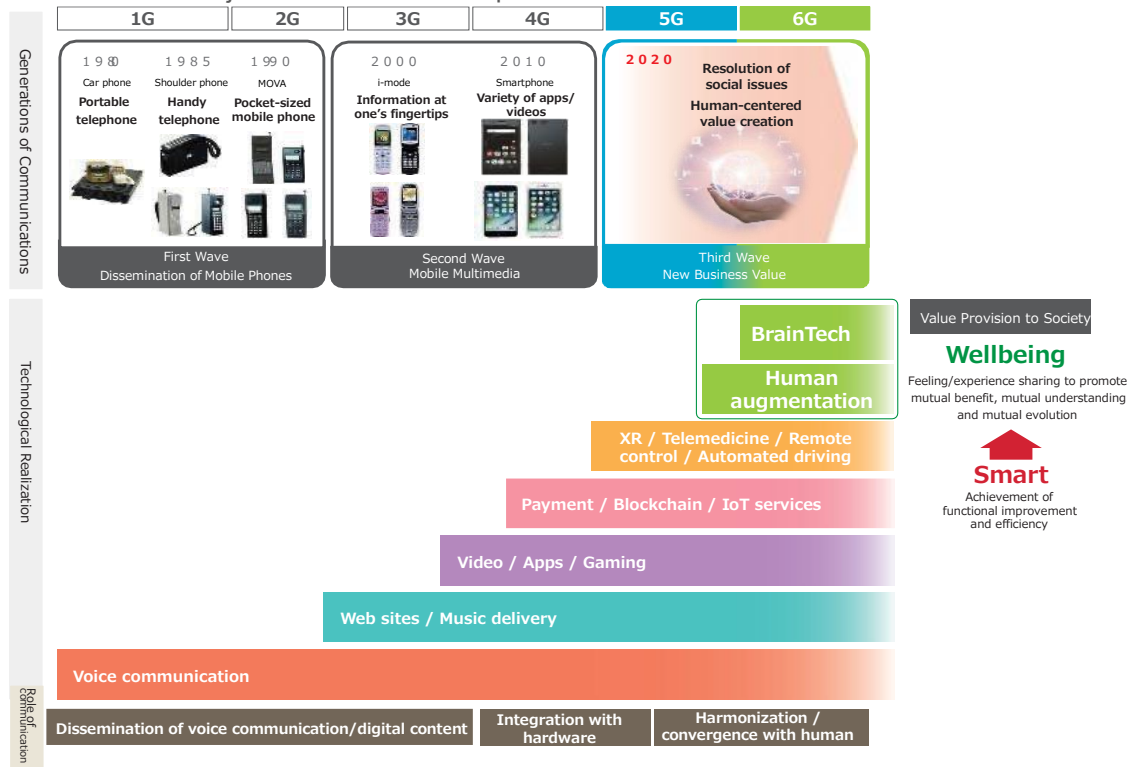 1G
2G
3G
4G
5G
6G
Generations of Communications
1980
Car phone
Portable
telephone
1985
Shoulder phone
Handy
telephone
1990
MOVA
Pocket-sized
mobile phone
2000
i-mode
Information at
one's fingertips
2010
Smartphone
Variety of apps/
videos
2020
Resolution of
social issues
Human-centered
value creation
First Wave
Dissemination of Mobile Phones
Second Wave
Mobile Multimedia
Third Wave
New Business Value
Technological Realization
BrainTech
Human
augmentation
XR / Telemedicine / Remote
control / Automated driving
Payment / Blockchain / IoT services
Video / Apps / Gaming
Web sites / Music delivery
Voice communication
Value Provision to Society
Wellbeing
Feeling/experience sharing to promote
mutual benefit, mutual understanding
and mutual evolution
Smart
Achievement of
functional improvement
and efficiency
Role of
communication
Dissemination of voice communication/digital content
Integration with
hardware
Harmonization /
convergence with human